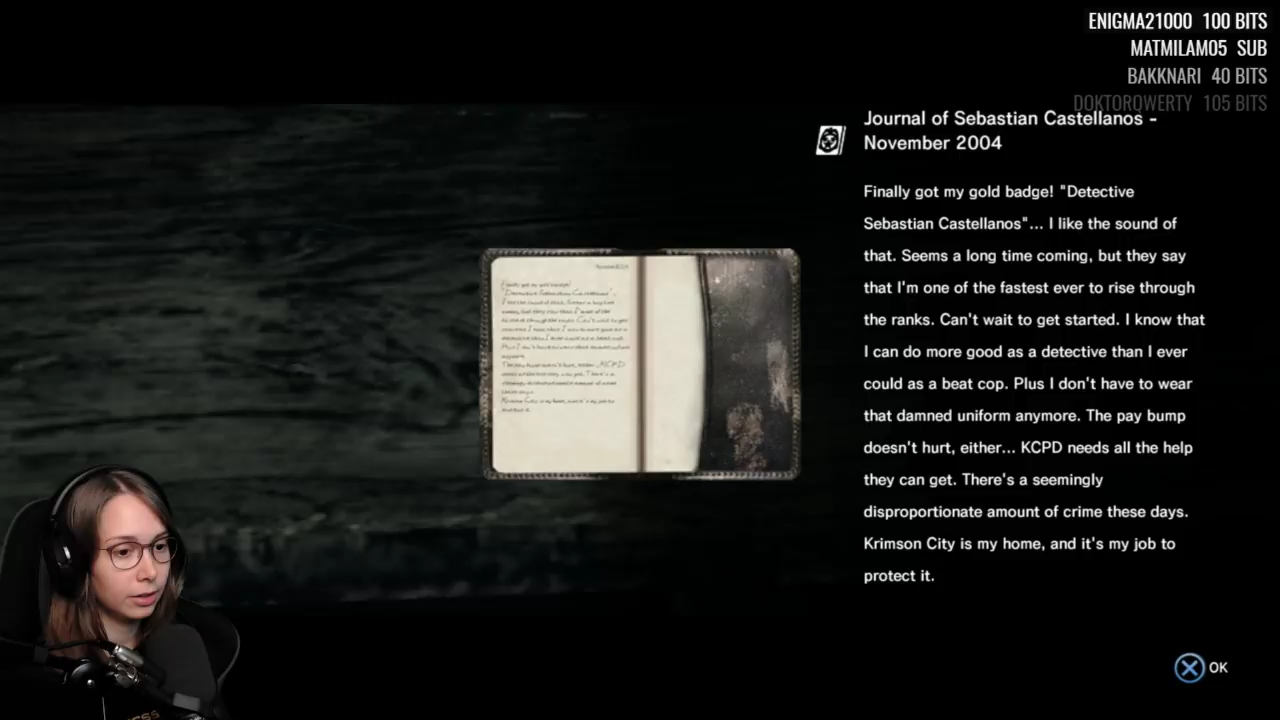 ENIGMA21000 100 BITS
MATMILAM05 SUB
BAKKNARI 40 BITS
DOKTORQWERTY 105 BITS
Journal of Sebastian Castellanos -
November 2004
Finally got my gold badge! "Detective
Sebastian Castellanos"... I like the sound of
that. Seems a long time coming, but they say
that I'm one of the fastest ever to rise through
the ranks. Can't wait to get started. I know that
I can do more good as a detective than I ever
could as a beat cop. Plus I don't have to wear
that damned uniform anymore. The pay bump
doesn't hurt, either... KCPD needs all the help
they can get. There's a seemingly
disproportionate amount of crime these days.
Krimson City is my home, and it's my job to
protect it.
OK